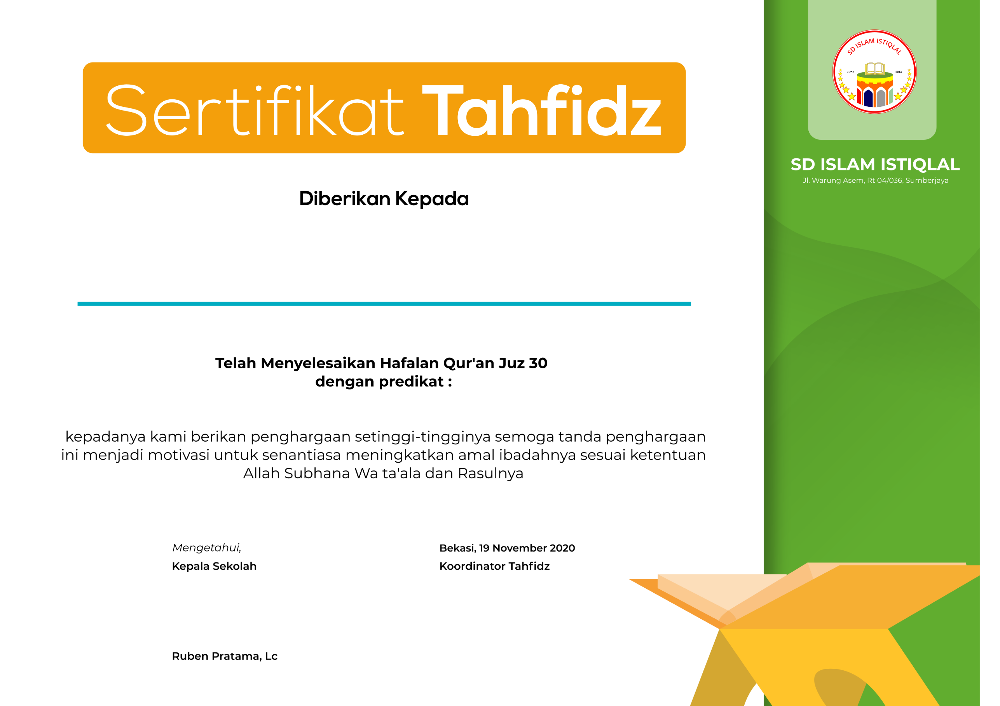 Sertifikat Tahfidz
Diberikan Kepada
Telah Menyelesaikan Hafalan Qur'an Juz 30
dengan predikat :
kepadanya kami berikan penghargaan setinggi-tingginya semoga tanda penghargaan
ini menjadi motivasi untuk senantiasa meningkatkan amal ibadahnya sesuai ketentuan
Allah Subhana Wa ta'ala dan Rasulnya
Mengetahui,
Kepala Sekolah
Ruben Pratama, Lc
Bekasi, 19 November 2020
Koordinator Tahfidz
SD ISLAM ISTIQLAL
١٤٣٥
2013
SD ISLAM ISTIQLAL
Jl. Warung Asem, Rt 04/036, Sumberjaya